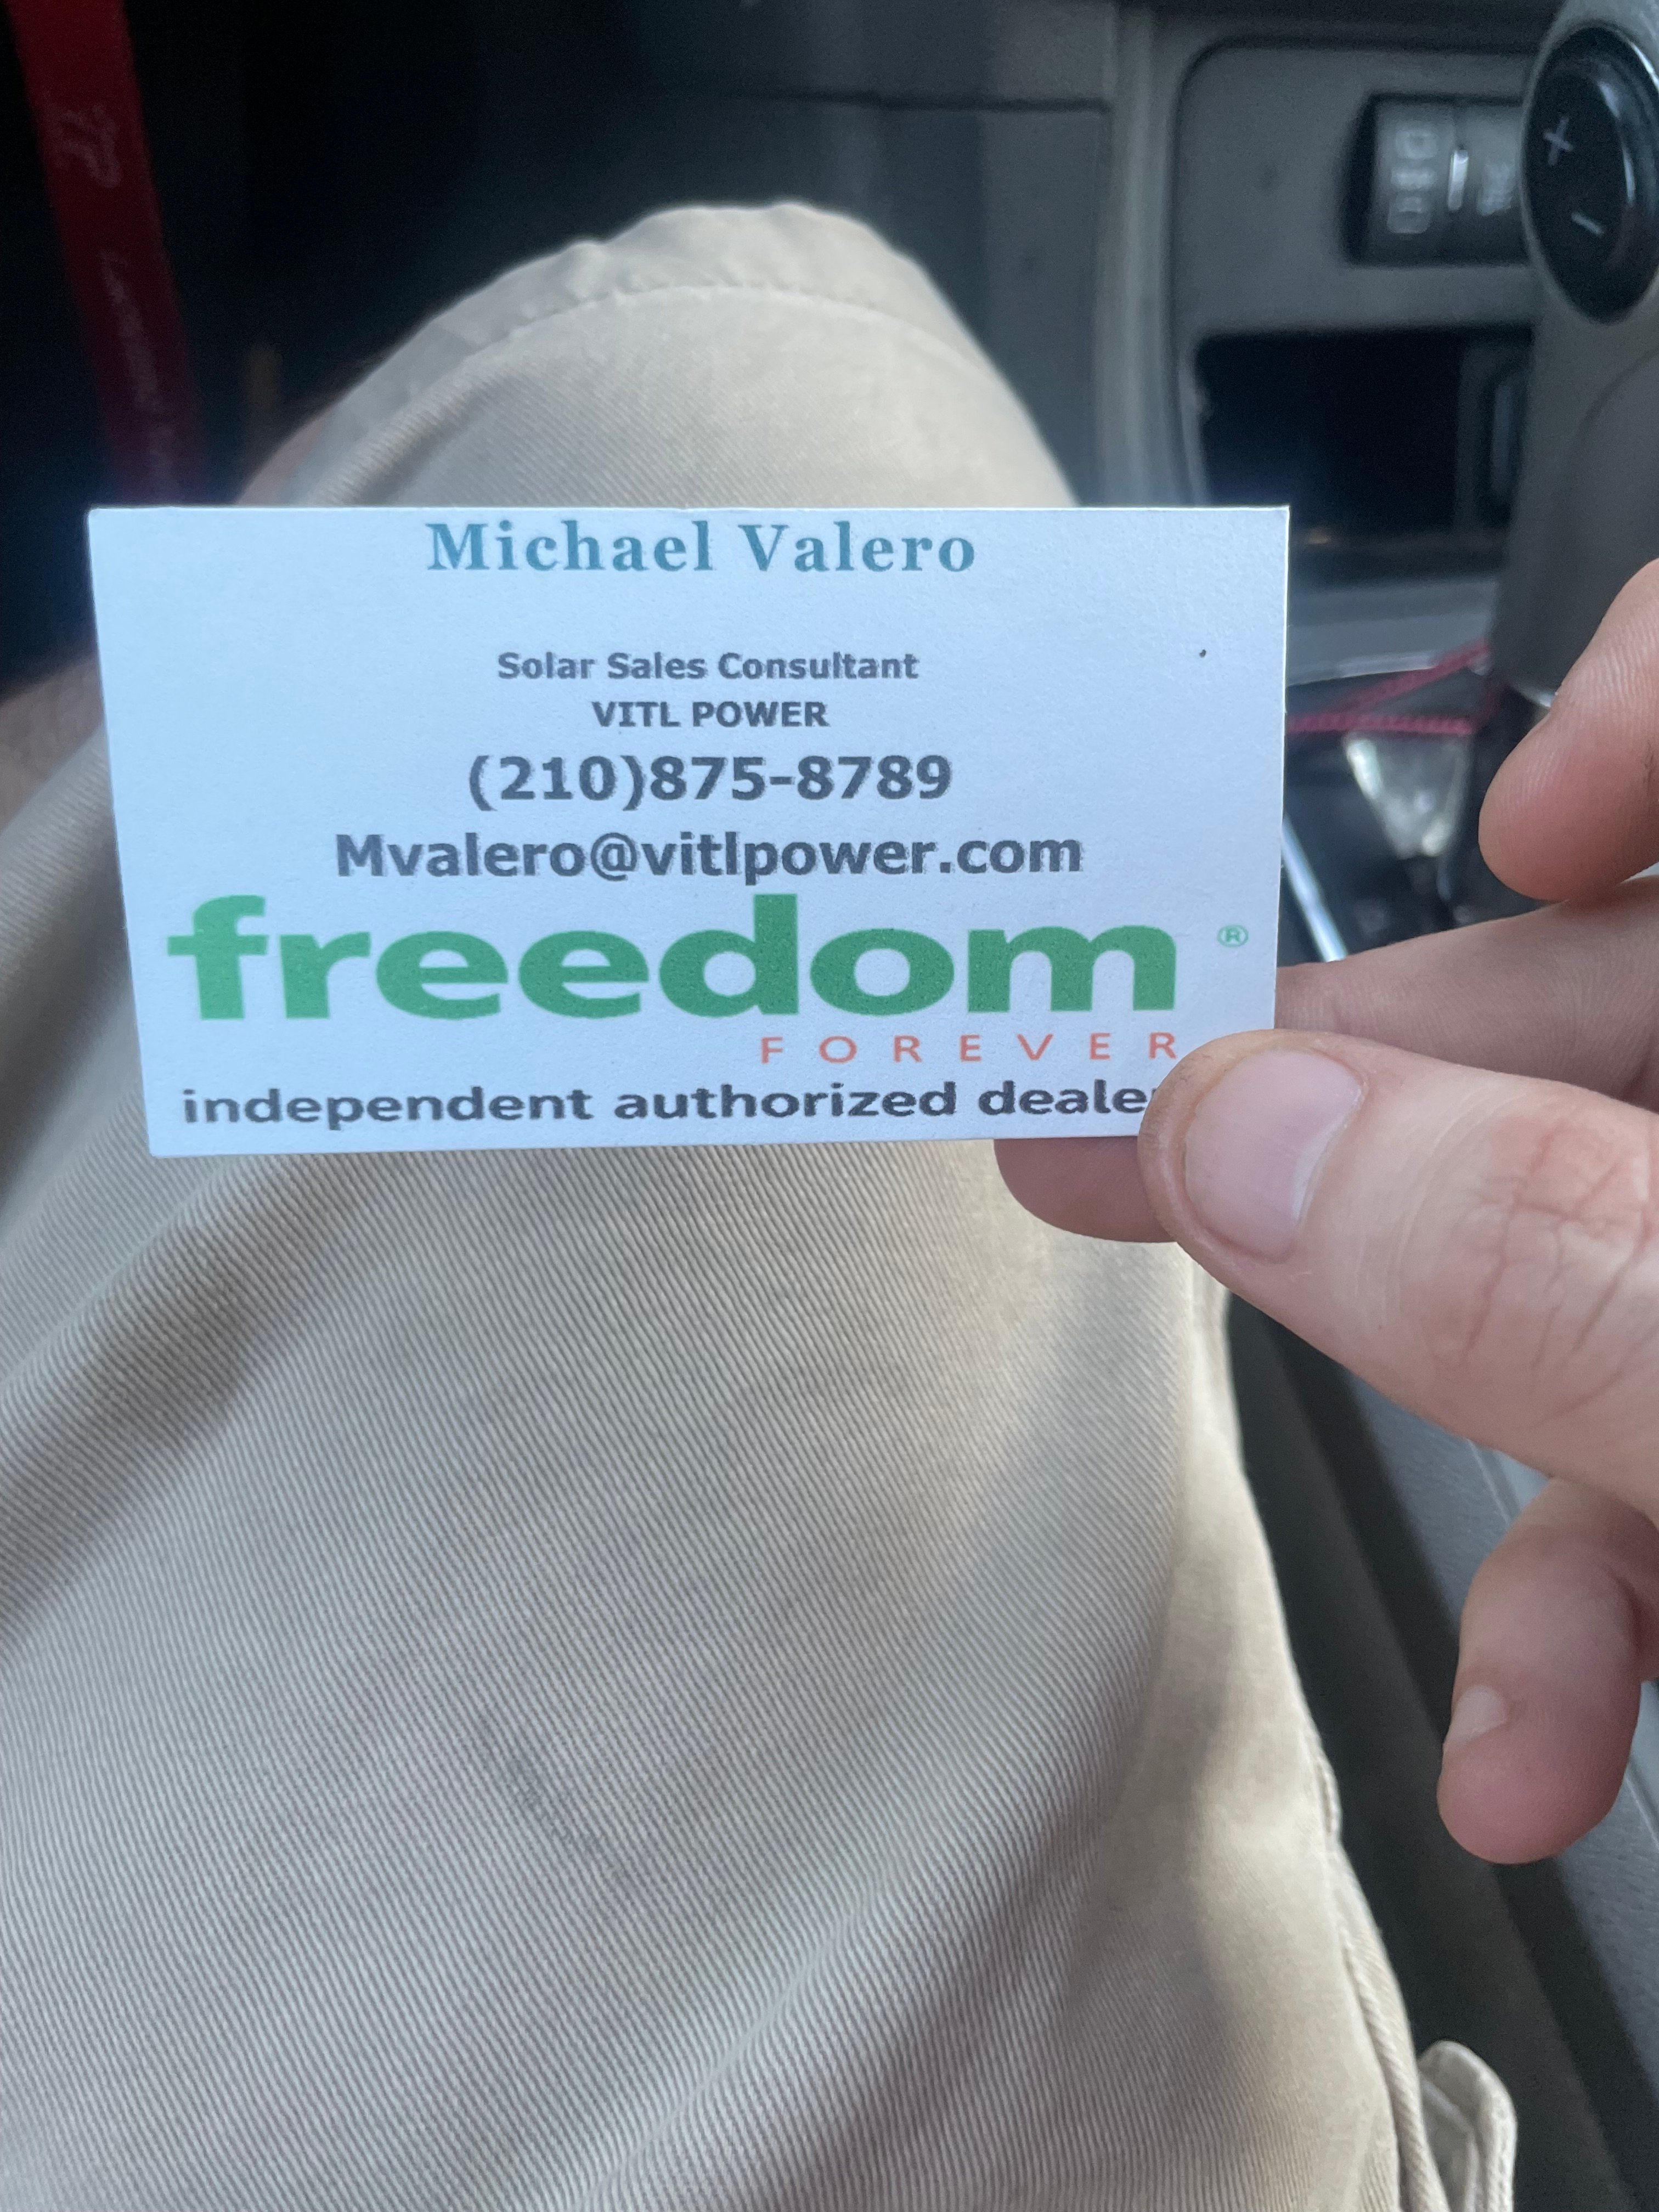 Michael Valero
Solar Sales Consultant
VITL POWER
(210)875-8789
Mvalero@vitlpower.com
freedom ®
FOREVER
independent authorized deale